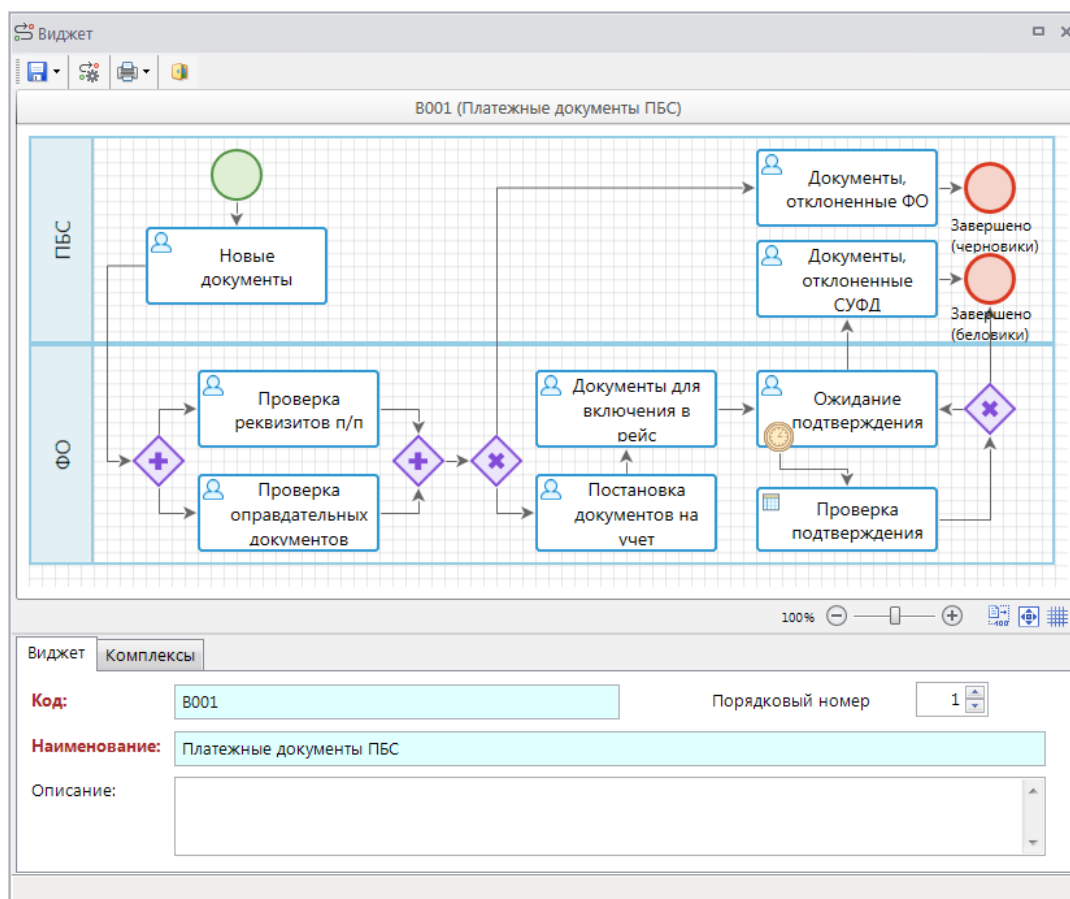 Виджет
B001 (Платежные документы ПБС)
ПБС
Новые
документы
Документы,
отклоненные ФО
Завершено
(черновики)
Документы,
отклоненные
СУФД
Завершено
(беловики)
ФО
Проверка
реквизитов п/п
Проверка
оправдательных
документов
Документы для
включения в
рейс
Постановка
документов на
учет
Ожидание
подтверждения
Проверка
подтверждения
100%
Виджет
Комплексы
Код:
B001
Порядковый номер
1
Наименование:
Платежные документы ПБС
Описание: